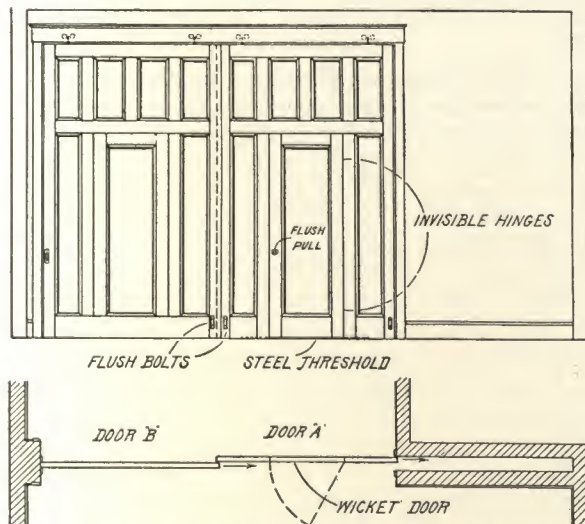 FLUSH
PULL
INVISIBLE HINGES
FLUSH BOLTS
STEEL THRESHOLD
DOOR "B"
DOOR "A"
WICKET DOOR